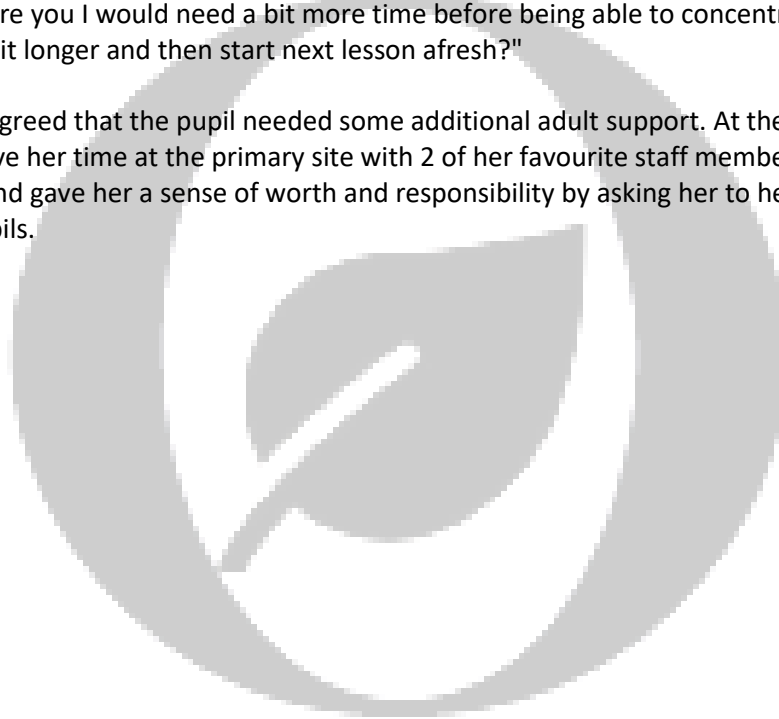 re you I would need a bit more time before being able to concentr
it longer and then start next lesson afresh?"
greed that the pupil needed some additional adult support. At the
ve her time at the primary site with 2 of her favourite staff membe
nd gave her a sense of worth and responsibility by asking her to he
pils.